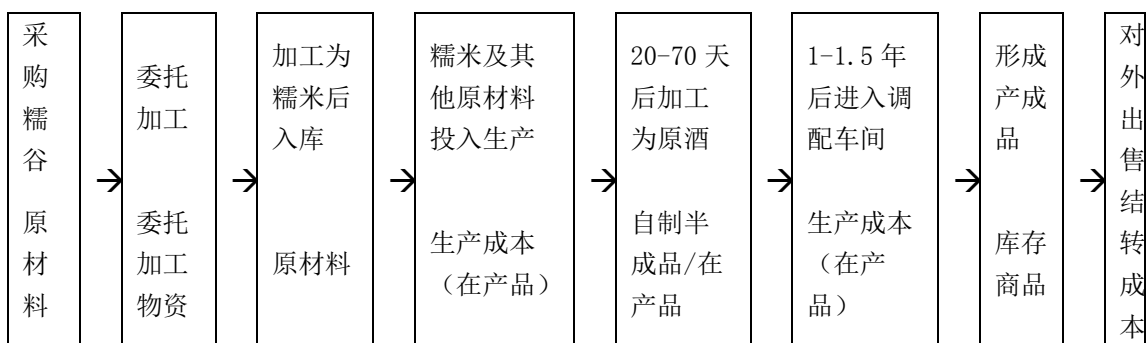 采
购
糯
谷
原
材
料
→
委托
加工
委托
加工
物资
→
加工为
糯米后
入库
原材料
→
糯米及其
他原材料
投入生产
生产成本
（在产品）
→
20-70 天
后加工
为原酒
自制半
成品/在
产品
→
1-1.5 年
后进入调
配车间
生产成本
（在产
品）
→
形成
产成
品
库存
商品
→
对
外
出
售
结
转
成
本